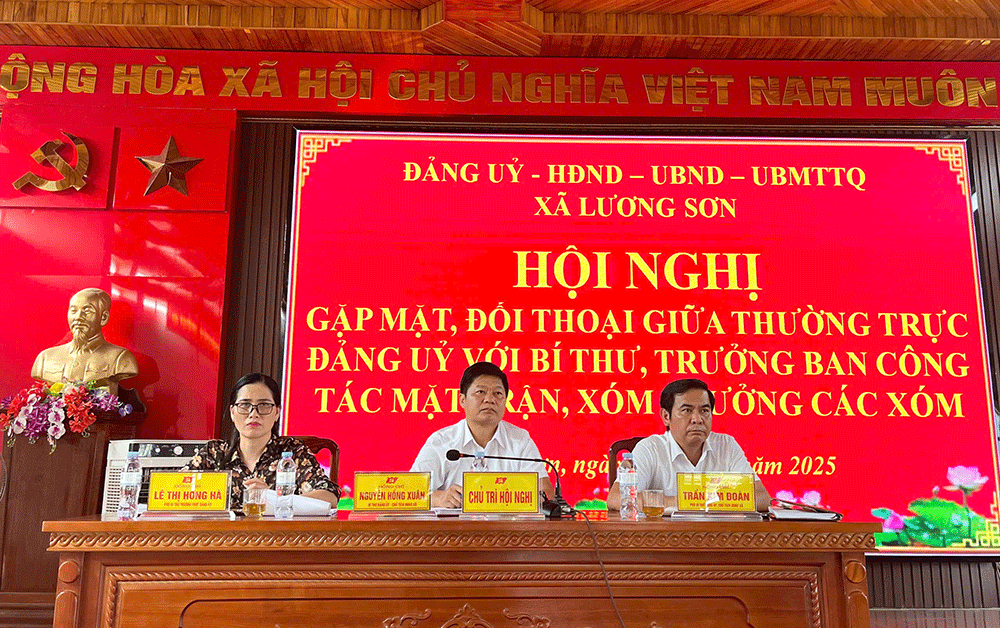 ỘNG HÒA XÃ HỘI CHỦ NGHĨA VIỆT NAM MUÔN
ĐẢNG UỶ - HĐND – UBND – UBMTTQ
XÃ LƯƠNG SƠN
HỘI NGHỊ
GẶP MẶT, ĐỐI THOẠI GIỮA THƯỜNG TRỰC
ĐẢNG UỶ VỚI BÍ THƯ, TRƯỞNG BAN CÔNG
TÁC MẶT RẬN, XÓM ƯỞNG CÁC XÓM
năm 2025
LÊ THỊ HỒNG HÀ
NGUYỄN HỒNG XUÂN
CHỦ TRÌ HỘI NGHỊ